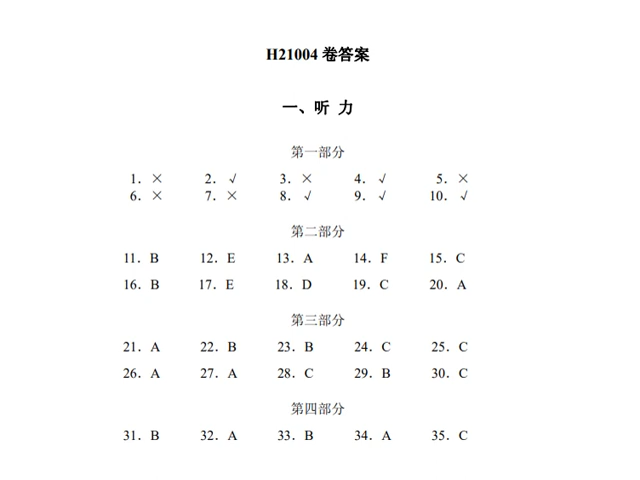 H21004 卷答案
一、听 力
第一部分
1．× 2．√ 3．× 4．√ 5．×
6．× 7．× 8．√ 9．√ 10．√
第二部分
11．B 12．E 13．A 14．F 15．C
16．B 17．E 18．D 19．C 20．A
第三部分
21．A 22．B 23．B 24．C 25．C
26．A 27．A 28．C 29．B 30．C
第四部分
31．B 32．A 33．B 34．A 35．C